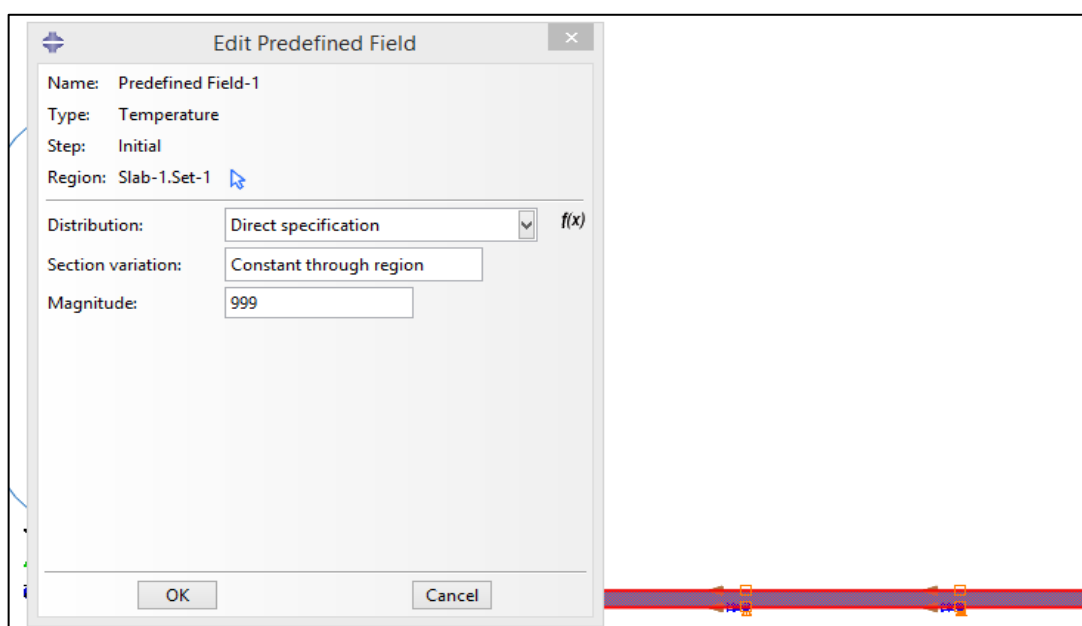 Edit Predefined Field
Name: Predefined Field-1
Type: Temperature
Step: Initial
Region: Slab-1.Set-1
Distribution: Direct specification f(x)
Section variation: Constant through region
Magnitude: 999
OK Cancel